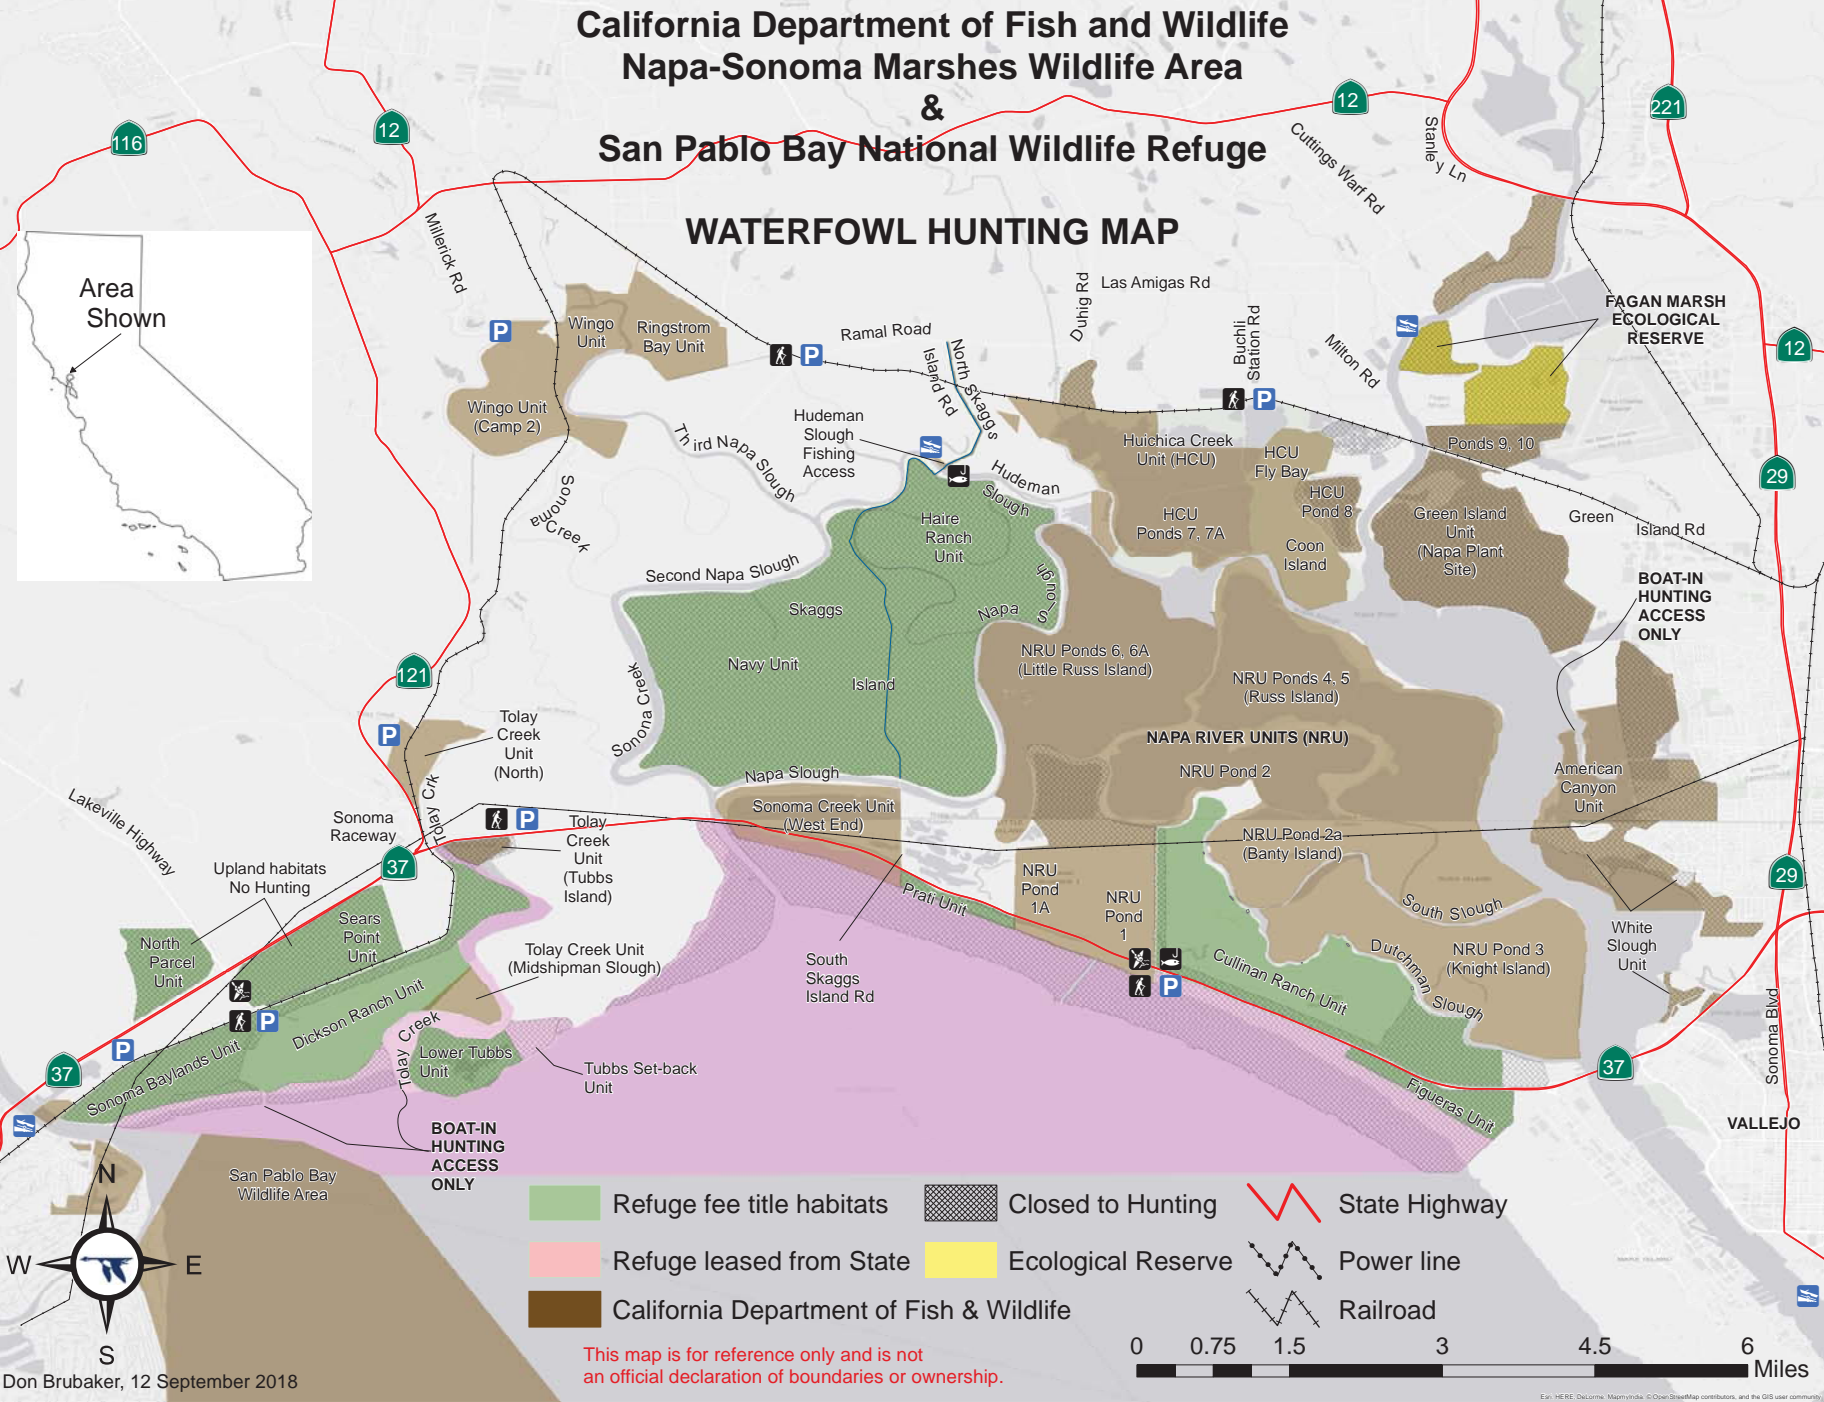 California Department of Fish and Wildlife
Napa-Sonoma Marshes Wildlife Area
&
San Pablo Bay National Wildlife Refuge
WATERFOWL HUNTING MAP
116
12
12
221
Cuttings Warf Rd
Stanley Ln
Millerick Rd
Area
Shown
Duhig Rd
Las Amigas Rd
Buchli
Station Rd
Milton Rd
FAGAN MARSH
ECOLOGICAL
RESERVE
12
P
Wingo
Unit
Ringstrom
Bay Unit
P
Ramal Road
North Skaggs
Island Rd
P
Wingo Unit
(Camp 2)
Third Napa Slough
Hudeman
Slough
Fishing
Access
Hudeman
Slough
Huichica Creek
Unit (HCU)
HCU
Fly Bay
Ponds 9, 10
29
HCU
Pond 8
HCU
Ponds 7, 7A
Coon
Island
Green Island
Unit
(Napa Plant
Site)
Green
Island Rd
Sonoma
Creek
Haire
Ranch
Unit
Second Napa Slough
Skaggs
Napa
Slough
BOAT-IN
HUNTING
ACCESS
ONLY
Navy Unit
Island
NRU Ponds 6, 6A
(Little Russ Island)
NRU Ponds 4, 5
(Russ Island)
121
P
Tolay
Creek
Unit
(North)
Sonona Creek
Napa Slough
NAPA RIVER UNITS (NRU)
NRU Pond 2
American
Canyon
Unit
Lakeville Highway
Tolay Crk
Sonoma
Raceway
P
Tolay
Creek
Unit
(Tubbs
Island)
Sonoma Creek Unit
(West End)
NRU Pond 2a
(Banty Island)
37
29
Upland habitats
No Hunting
Sears
Point
Unit
North
Parcel
Unit
Prati Unit
NRU
Pond
1A
NRU
Pond
1
South Slough
Dutchman
Slough
NRU Pond 3
(Knight Island)
White
Slough
Unit
Tolay Creek Unit
(Midshipman Slough)
South
Skaggs
Island Rd
Cullinan Ranch Unit
P
P
P
Dickson Ranch Unit
Sonoma Baylands Unit
Tolay Creek
Lower Tubbs
Unit
Tubbs Set-back
Unit
37
37
Figueras Unit
Sonoma Blvd
VALLEJO
BOAT-IN
HUNTING
ACCESS
ONLY
San Pablo Bay
Wildlife Area
N
W
E
S
Refuge fee title habitats
Closed to Hunting
State Highway
Refuge leased from State
Ecological Reserve
Power line
California Department of Fish & Wildlife
Railroad
This map is for reference only and is not
an official declaration of boundaries or ownership.
0 0.75 1.5 3 4.5 6
Miles
Don Brubaker, 12 September 2018
Esri, HERE, DeLorme, MapmyIndia, © OpenStreetMap contributors, and the GIS user community